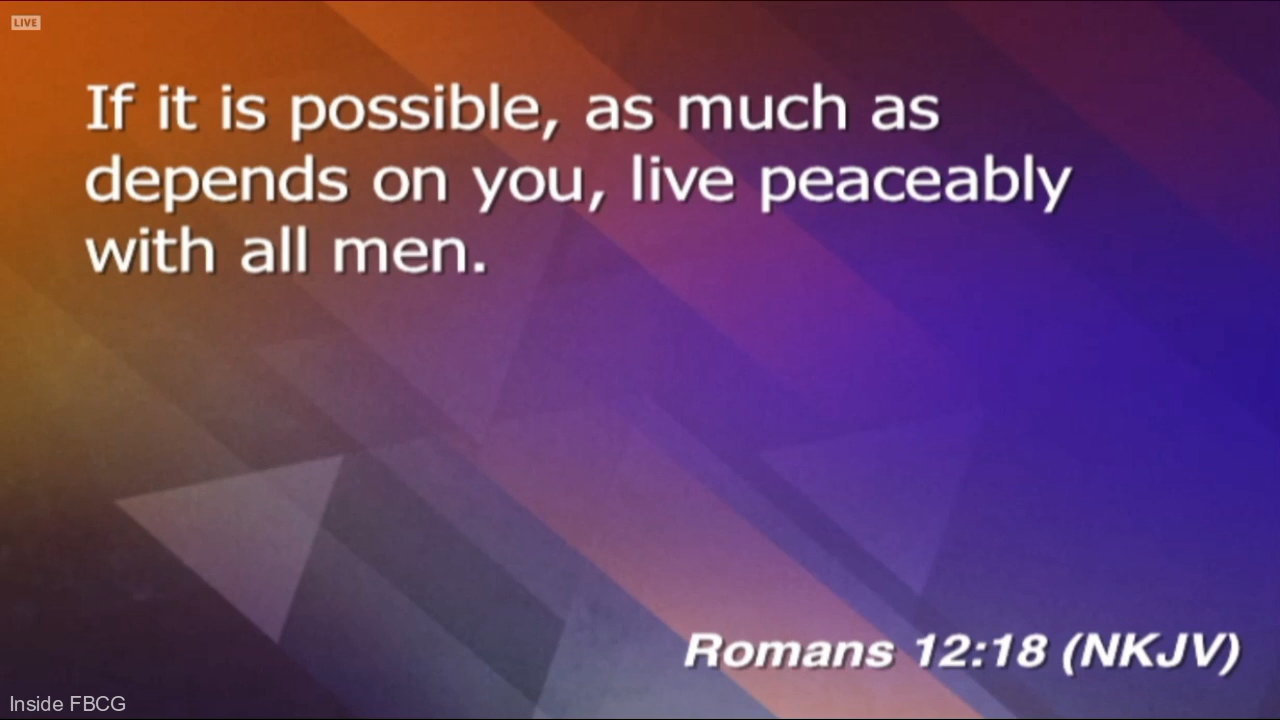 LIVE
If it is possible, as much as
depends on you, live peaceably
with all men.
Romans 12:18 (NKJV)
Inside FBCG